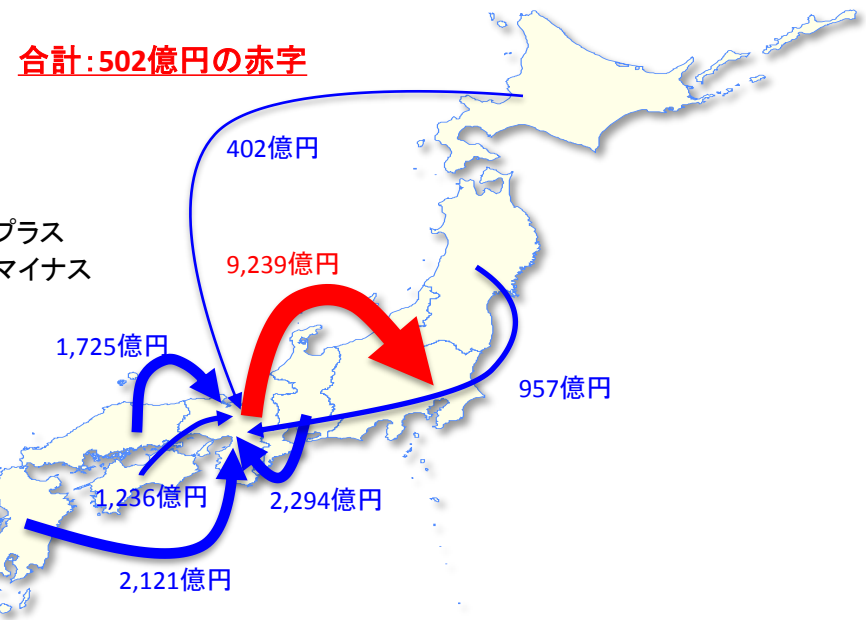 合計:502億円の赤字
402億円
プラス
マイナス
9,239億円
1,725億円
957億円
1,236億円
2,294億円
2,121億円